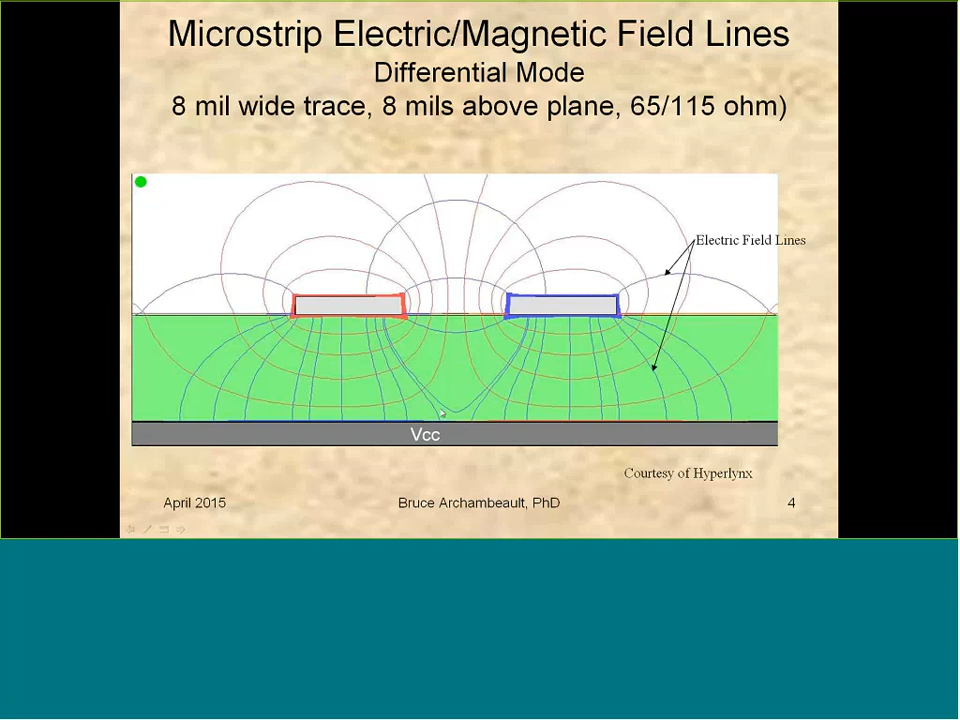 Microstrip Electric/Magnetic Field Lines
Differential Mode
8 mil wide trace, 8 mils above plane, 65/115 ohm)
Electric Field Lines
Vcc
Courtesy of Hyperlynx
April 2015
Bruce Archambeault, PhD
4